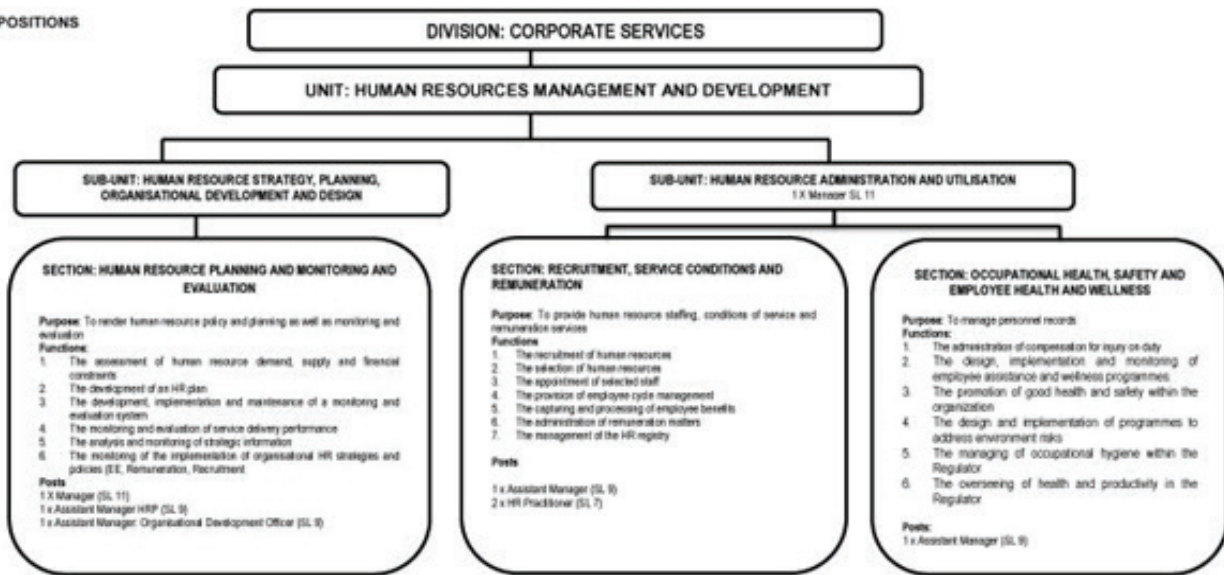 POSITIONS
DIVISION: CORPORATE SERVICES
UNIT: HUMAN RESOURCES MANAGEMENT AND DEVELOPMENT
SUB-UNIT: HUMAN RESOURCE STRATEGY, PLANNING,
ORGANISATIONAL DEVELOPMENT AND DESIGN
SUB-UNIT: HUMAN RESOURCE ADMINISTRATION AND UTILISATION
1 X Manager SL 11
SECTION: HUMAN RESOURCE PLANNING AND MONITORING AND
EVALUATION
Purpose: To render human resource policy and planning as well as monitoring and
evaluation
Functions:
1. The assessment of human resource demand, supply and financial
constraints
2. The development of an HR plan
3. The development, implementation and maintenance of a monitoring and
evaluation system
4. The monitoring and evaluation of service delivery performance
5. The analysis and monitoring of strategic information
6. The monitoring of the implementation of organisational HR strategies and
policies (EE, Remuneration, Recruitment
Posts
1 X Manager (SL 11)
1 x Assistant Manager HRP (SL 9)
1 x Assistant Manager: Organisational Development Officer (SL 9)
SECTION: RECRUITMENT, SERVICE CONDITIONS AND
REMUNERATION
Purpose: To provide human resource staffing, conditions of service and
remuneration services
Functions
1. The recruitment of human resources
2. The selection of human resources
3. The appointment of selected staff
4. The provision of employee cycle management
5. The capturing and processing of employee benefits
6. The administration of remuneration matters
7. The management of the HR registry
Posts
1 x Assistant Manager (SL 9)
2 x HR Practitioner (SL 7)
SECTION: OCCUPATIONAL HEALTH, SAFETY AND
EMPLOYEE HEALTH AND WELLNESS
Purpose: To manage personnel records
Functions:
1. The administration of compensation for injury on duty
2. The design, implementation and monitoring of
employee assistance and wellness programmes
3. The promotion of good health and safety within the
organization
4. The design and implementation of programmes to
address environment risks
5. The managing of occupational hygiene within the
Regulator
6. The overseeing of health and productivity in the
Regulator
Posts:
1 x Assistant Manager (SL 9)